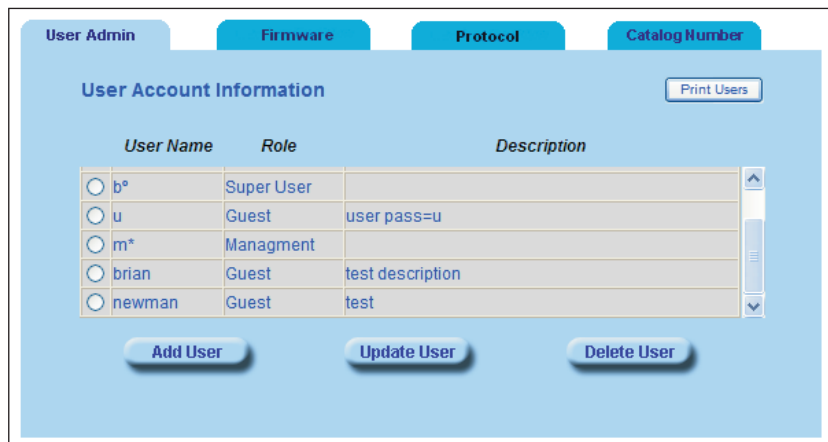 User Admin Firmware Protocol Catalog Number
User Account Information Print Users
User Name Role Description
bº Super User
u Guest user pass=u
m* Managment
brian Guest test description
newman Guest test
Add User Update User Delete User